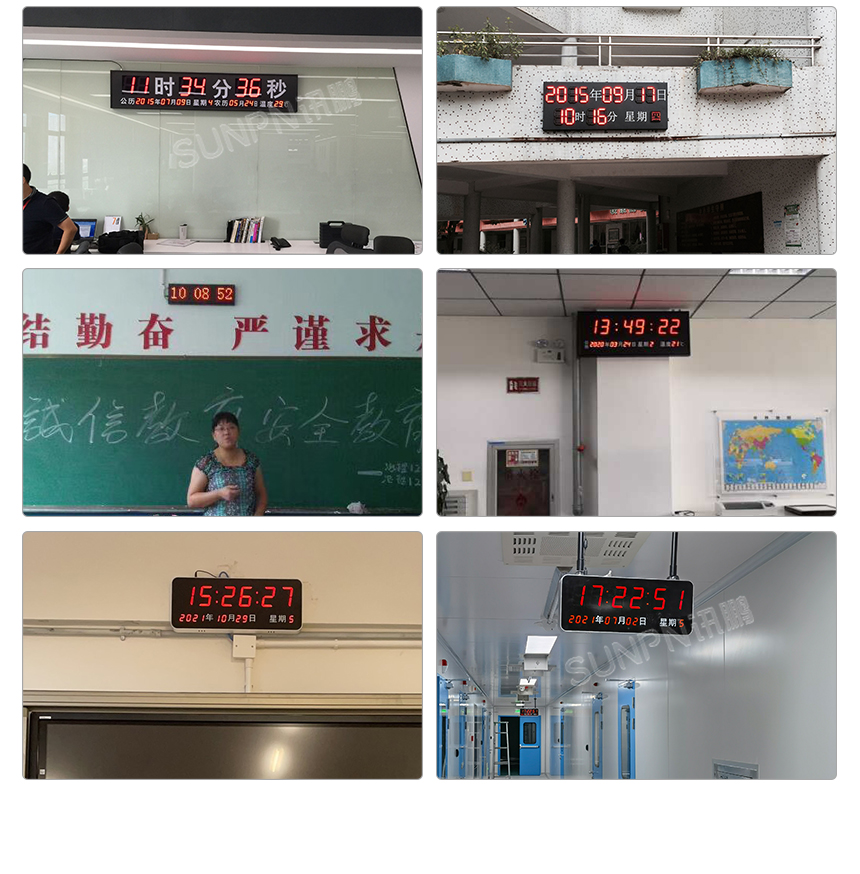 11时34分36秒
公历2015年07月09日 星期4 农历05月24日 温度29℃
SUNPN讯鹏
2015年09月17日
10时16分 星期四
10 08 52
结勤奋 严谨求
誠信教育安全教育
13:49:22
2020年03月24日 星期2 温度21℃
15:26:27
2021年10月29日 星期5
17:22:51
2021年07月02日 星期5
SUNPN讯鹏